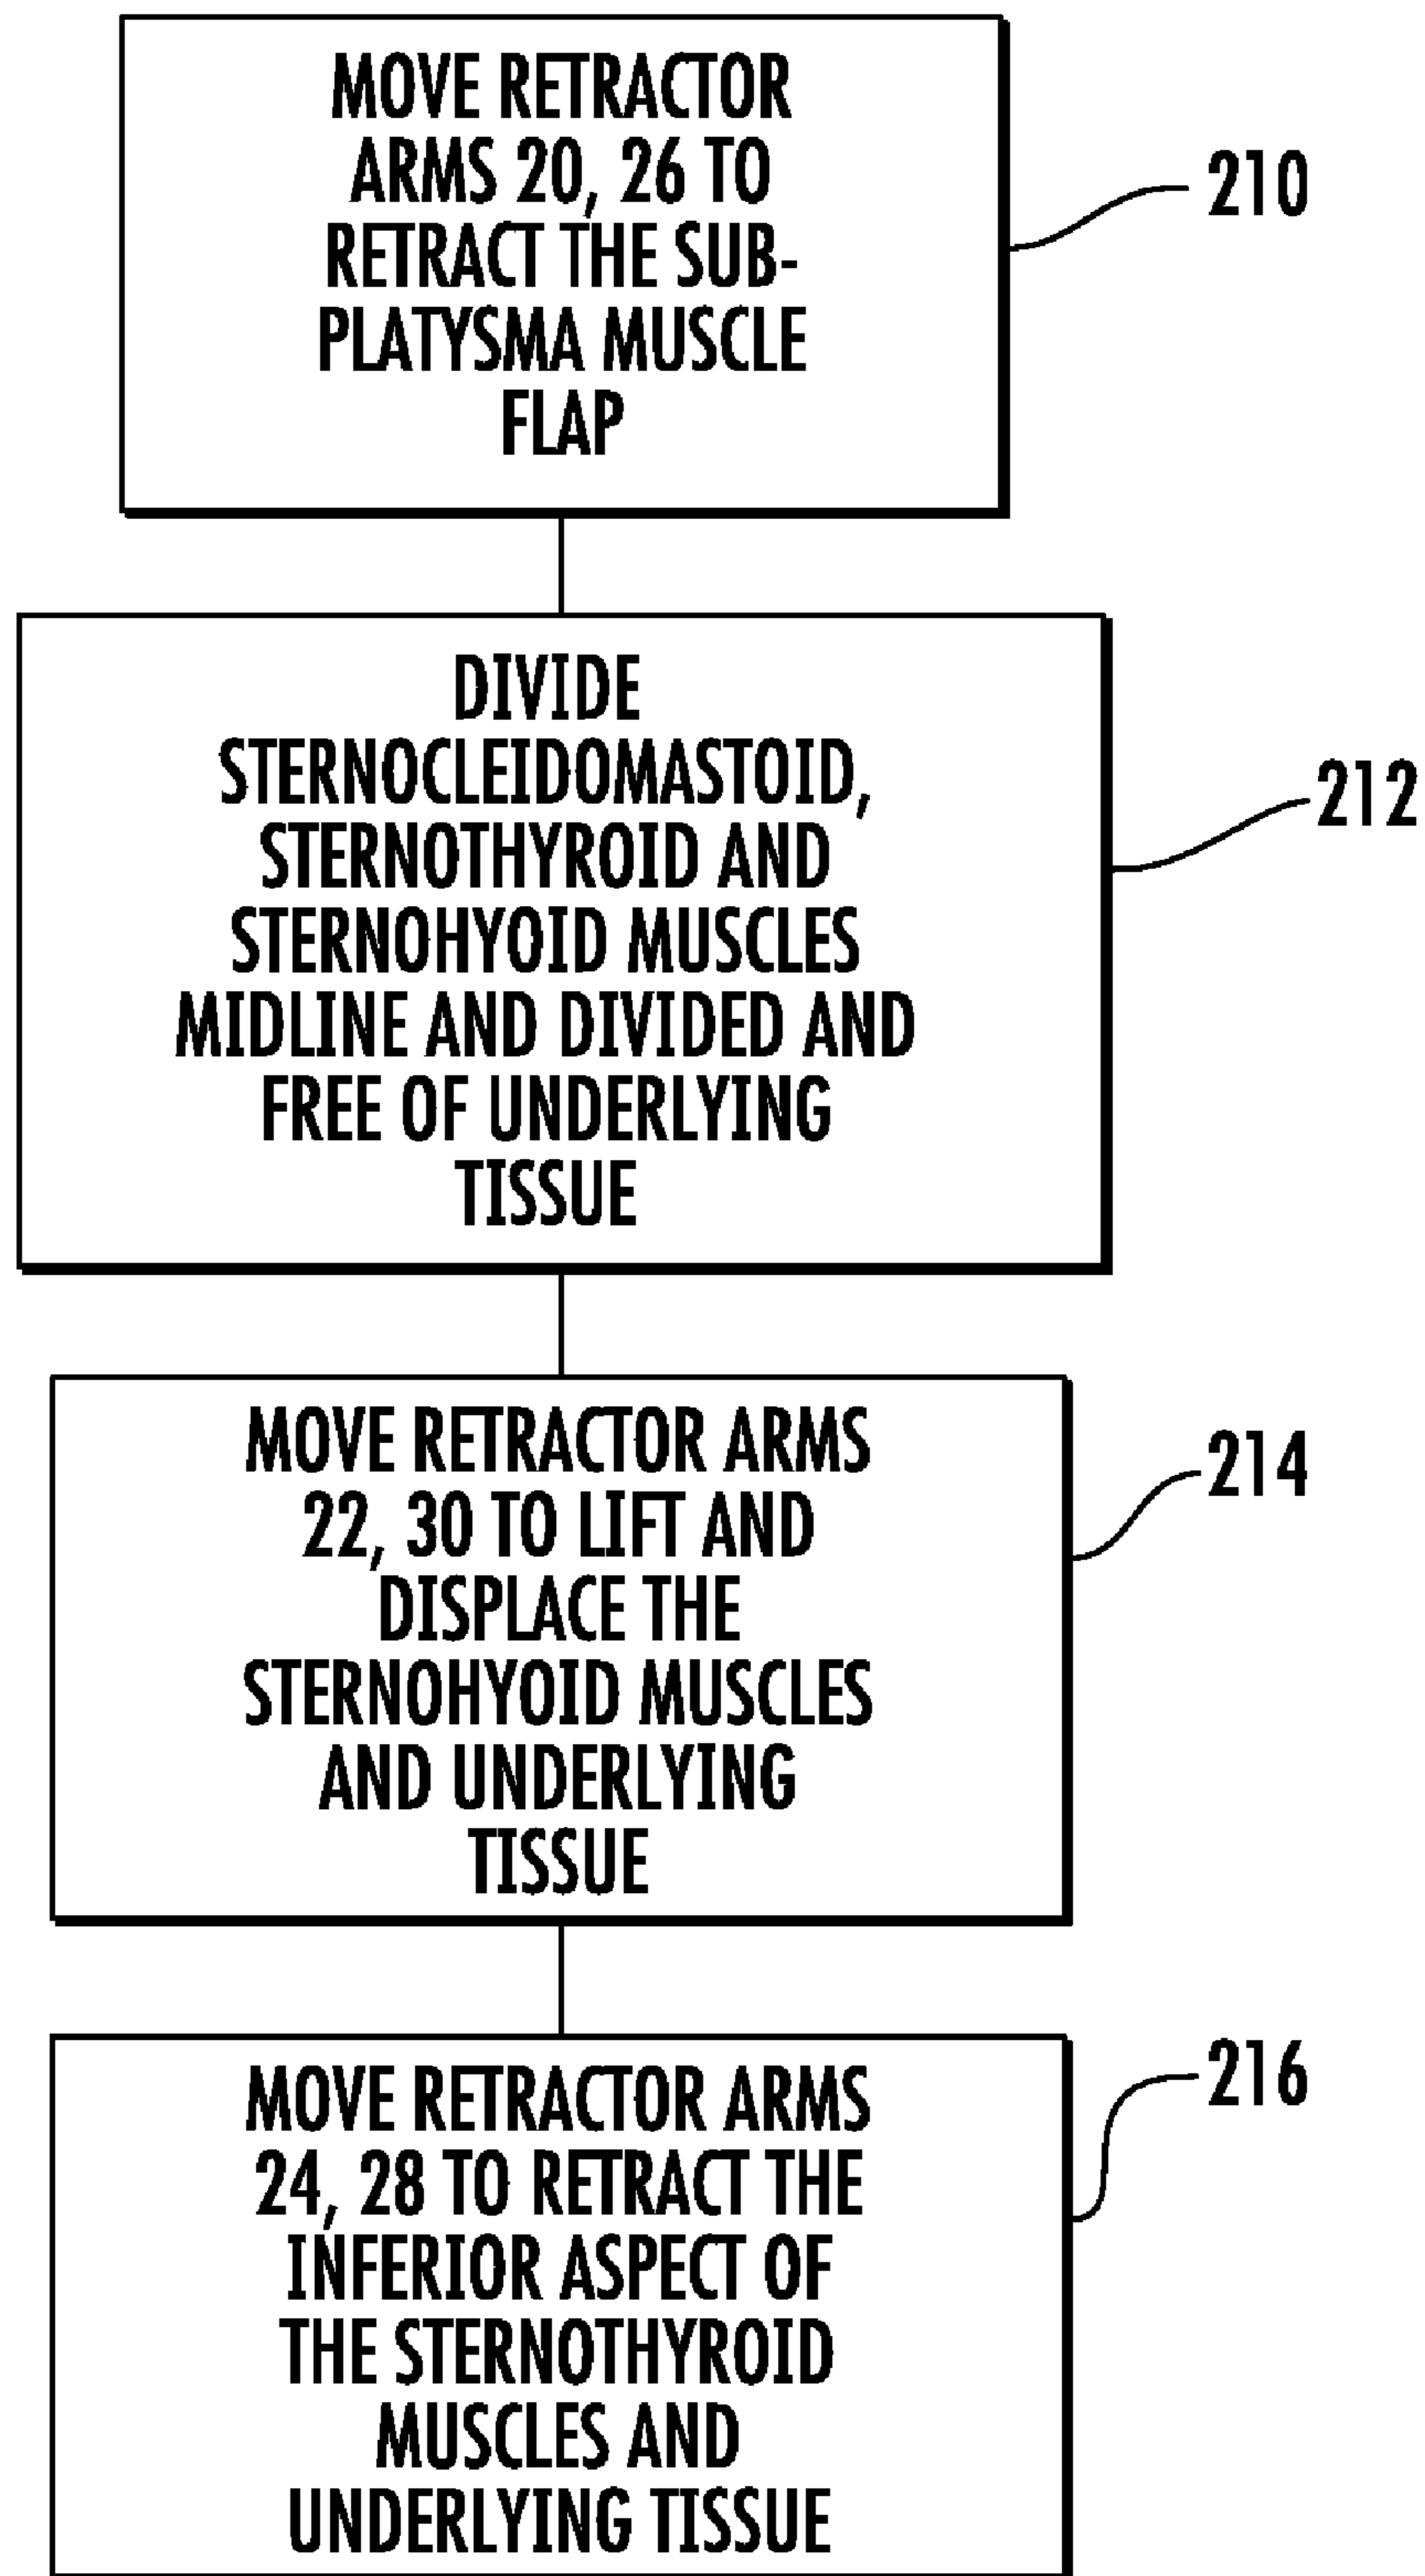 MOVE RETRACTOR
ARMS 20, 26 TO
RETRACT THE SUB-
PLATYSMA MUSCLE
FLAP
210
DIVIDE
STERNOCLEIDOMASTOID,
STERNOTHYROID AND
STERNOHYOID MUSCLES
MIDLINE AND DIVIDED AND
FREE OF UNDERLYING
TISSUE
212
MOVE RETRACTOR ARMS
22, 30 TO LIFT AND
DISPLACE THE
STERNOHYOID MUSCLES
AND UNDERLYING
TISSUE
214
MOVE RETRACTOR ARMS
24, 28 TO RETRACT THE
INFERIOR ASPECT OF
THE STERNOTHYROID
MUSCLES AND
UNDERLYING TISSUE
216